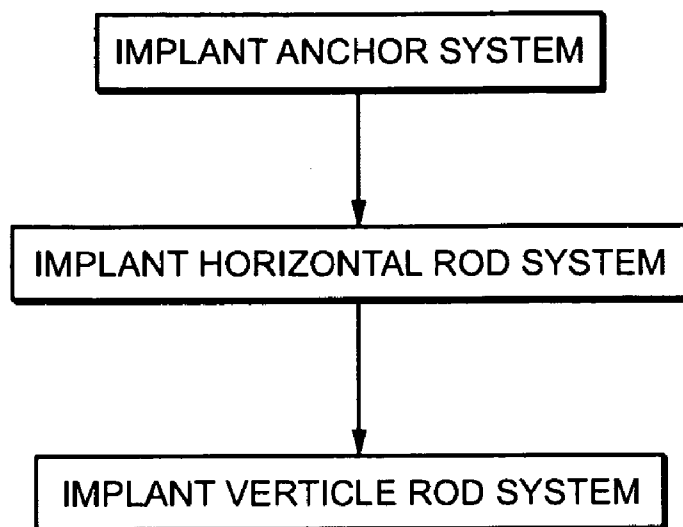 IMPLANT ANCHOR SYSTEM
IMPLANT HORIZONTAL ROD SYSTEM
IMPLANT VERTICLE ROD SYSTEM